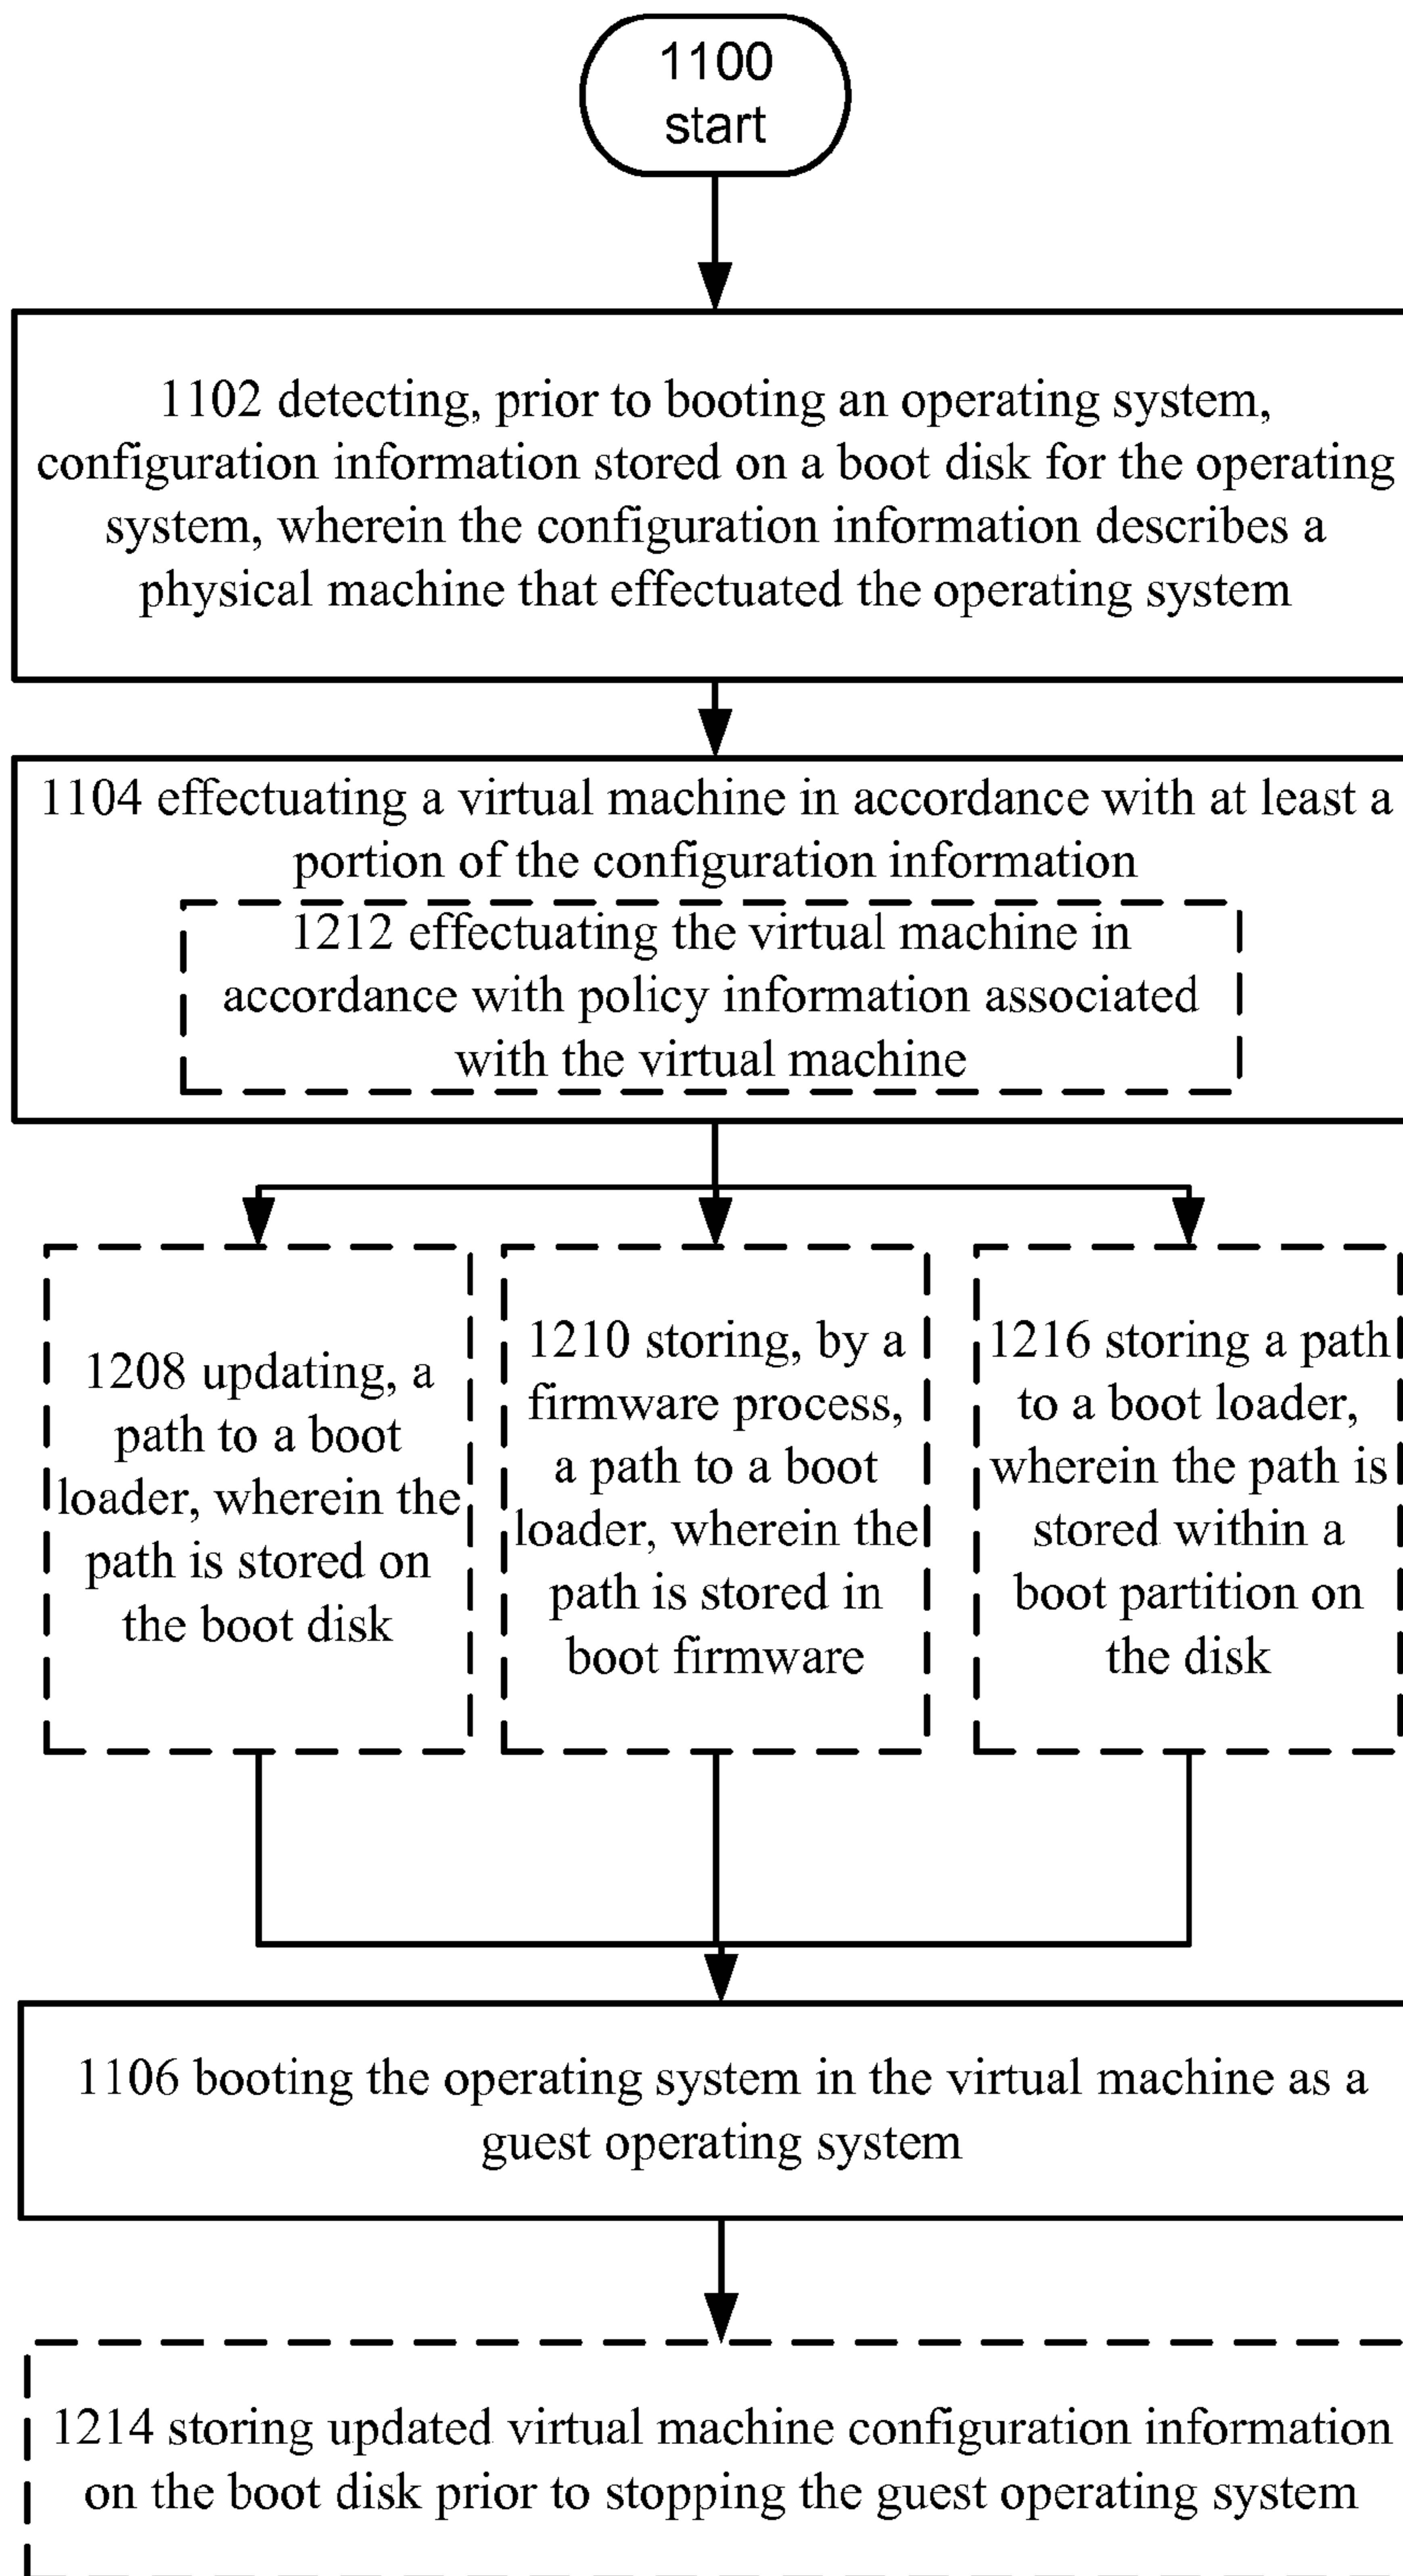 1100
start
1102 detecting, prior to booting an operating system,
configuration information stored on a boot disk for the operating
system, wherein the configuration information describes a
physical machine that effectuated the operating system
1104 effectuating a virtual machine in accordance with at least a
portion of the configuration information
1212 effectuating the virtual machine in
accordance with policy information associated
with the virtual machine
1208 updating, a
path to a boot
loader, wherein the
path is stored on
the boot disk
1210 storing, by a
firmware process,
a path to a boot
loader, wherein the
path is stored in
boot firmware
1216 storing a path
to a boot loader,
wherein the path is
stored within a
boot partition on
the disk
1106 booting the operating system in the virtual machine as a
guest operating system
1214 storing updated virtual machine configuration information
on the boot disk prior to stopping the guest operating system